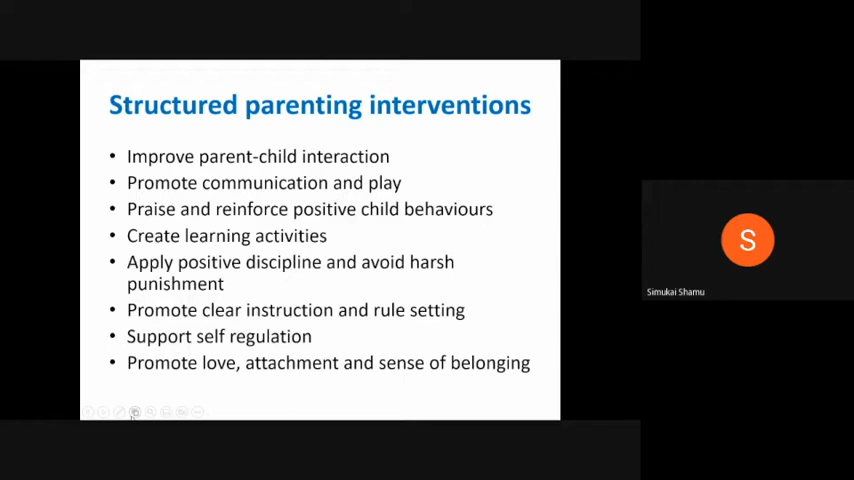 Structured parenting interventions
• Improve parent-child interaction
• Promote communication and play
• Praise and reinforce positive child behaviours
• Create learning activities
• Apply positive discipline and avoid harsh
punishment
• Promote clear instruction and rule setting
• Support self regulation
• Promote love, attachment and sense of belonging
S
Simukai Shamu